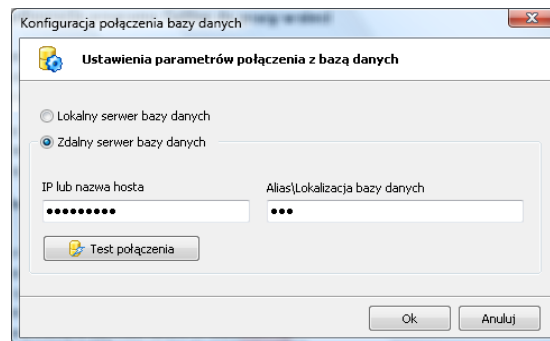 Konfiguracja połączenia bazy danych
Ustawienia parametrów połączenia z bazą danych
Lokalny serwer bazy danych
Zdalny serwer bazy danych
IP lub nazwa hosta
Alias\Lokalizacja bazy danych
•••••••••
•••
Test połączenia
Ok
Anuluj